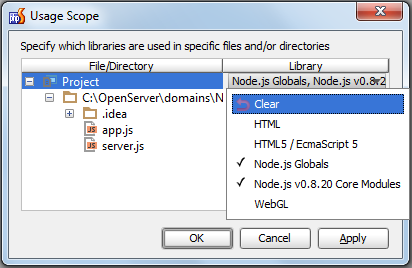 Usage Scope
Specify which libraries are used in specific files and/or directories
File/Directory Library
Project Node.js Globals, Node.js v0.8.2
C:\OpenServer\domains\N
.idea
app.js
server.js
Clear
HTML
HTML5 / EcmaScript 5
Node.js Globals
Node.js v0.8.20 Core Modules
WebGL
OK Cancel Apply